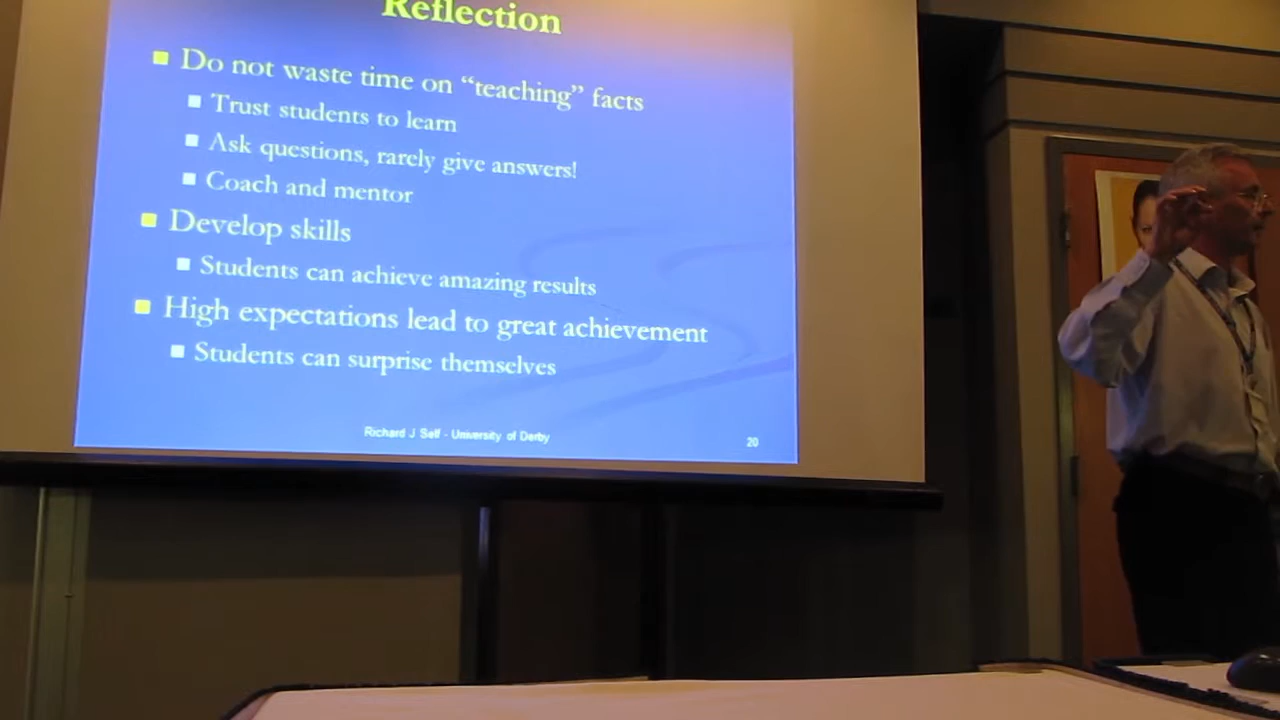 Reflection
Do not waste time on “teaching” facts
Trust students to learn
Ask questions, rarely give answers!
Coach and mentor
Develop skills
Students can achieve amazing results
High expectations lead to great achievement
Students can surprise themselves
Richard J Self - University of Derby
20